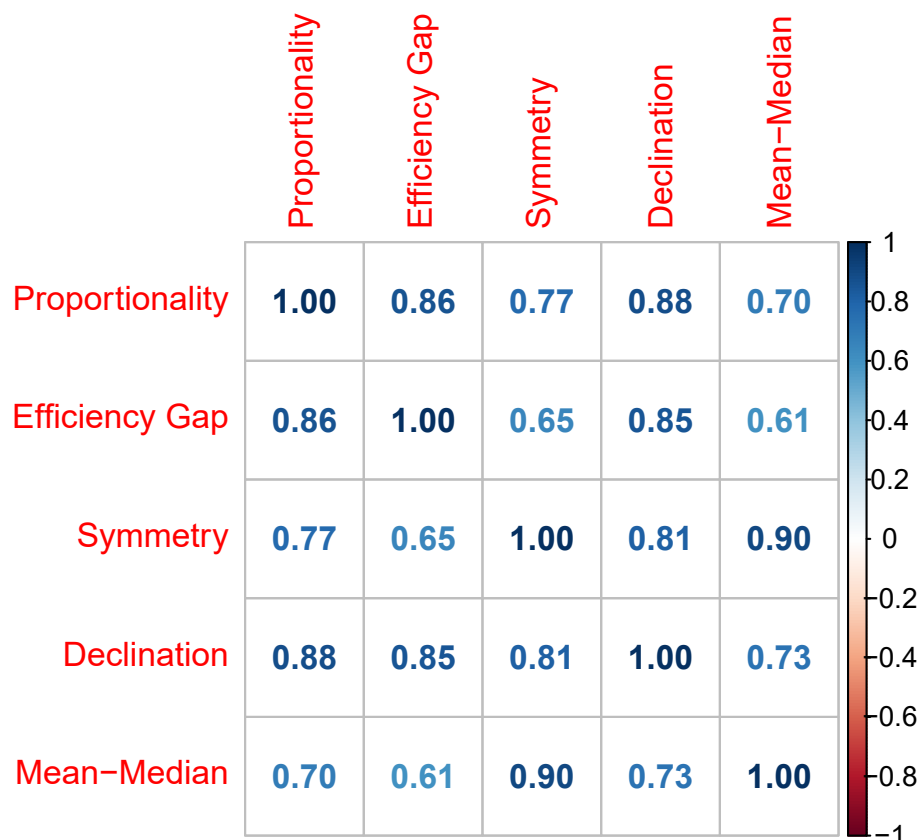 Proportionality
Efficiency Gap
Symmetry
Declination
Mean−Median
Proportionality 1.00 0.86 0.77 0.88 0.70
Efficiency Gap 0.86 1.00 0.65 0.85 0.61
Symmetry 0.77 0.65 1.00 0.81 0.90
Declination 0.88 0.85 0.81 1.00 0.73
Mean−Median 0.70 0.61 0.90 0.73 1.00
1
0.8
0.6
0.4
0.2
0
−0.2
−0.4
−0.6
−0.8
−1